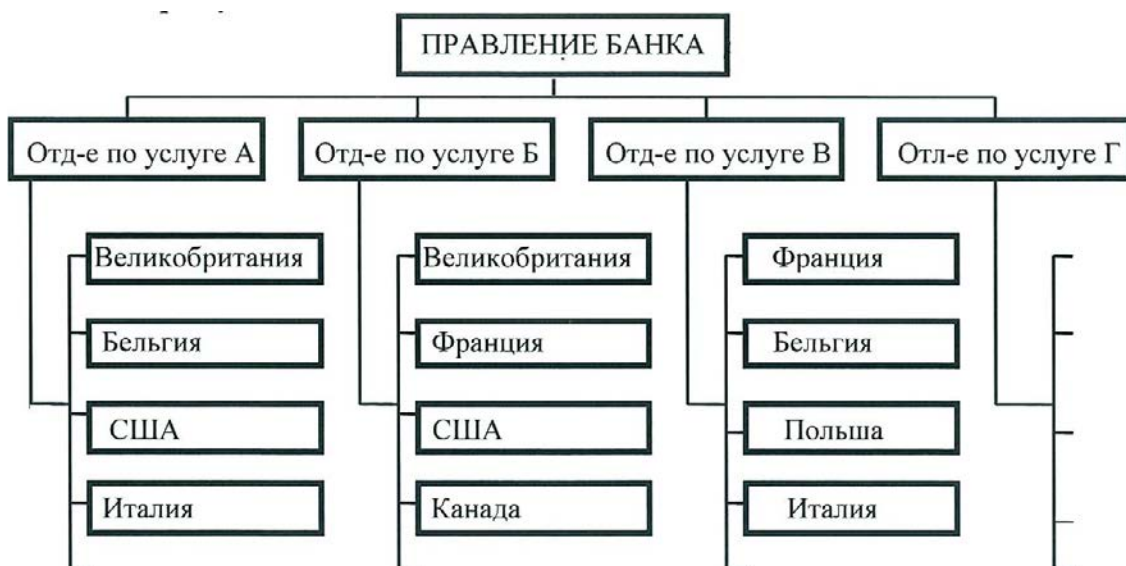 ПРАВЛЕНИЕ БАНКА
Отд-е по услуге А
Отд-е по услуге Б
Отд-е по услуге В
Отл-е по услуге Г
Великобритания
Бельгия
США
Италия
Великобритания
Франция
США
Канада
Франция
Бельгия
Польша
Италия